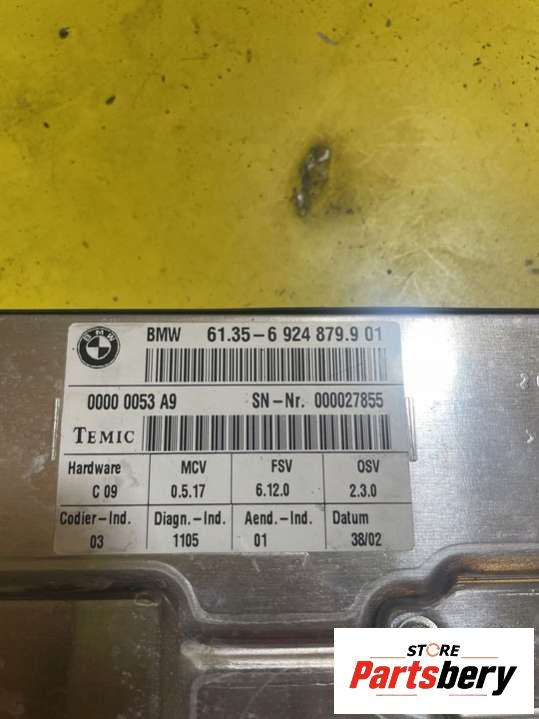 BMW
BMW 61.35-6 924 879.9 01
0000 0053 A9 SN-Nr. 000027855
TEMIC
Hardware MCV FSV OSV
C 09 0.5.17 6.12.0 2.3.0
Codier-Ind. Diagn.-Ind. Aend.-Ind. Datum
03 1105 01 38/02
STORE
Partsbery